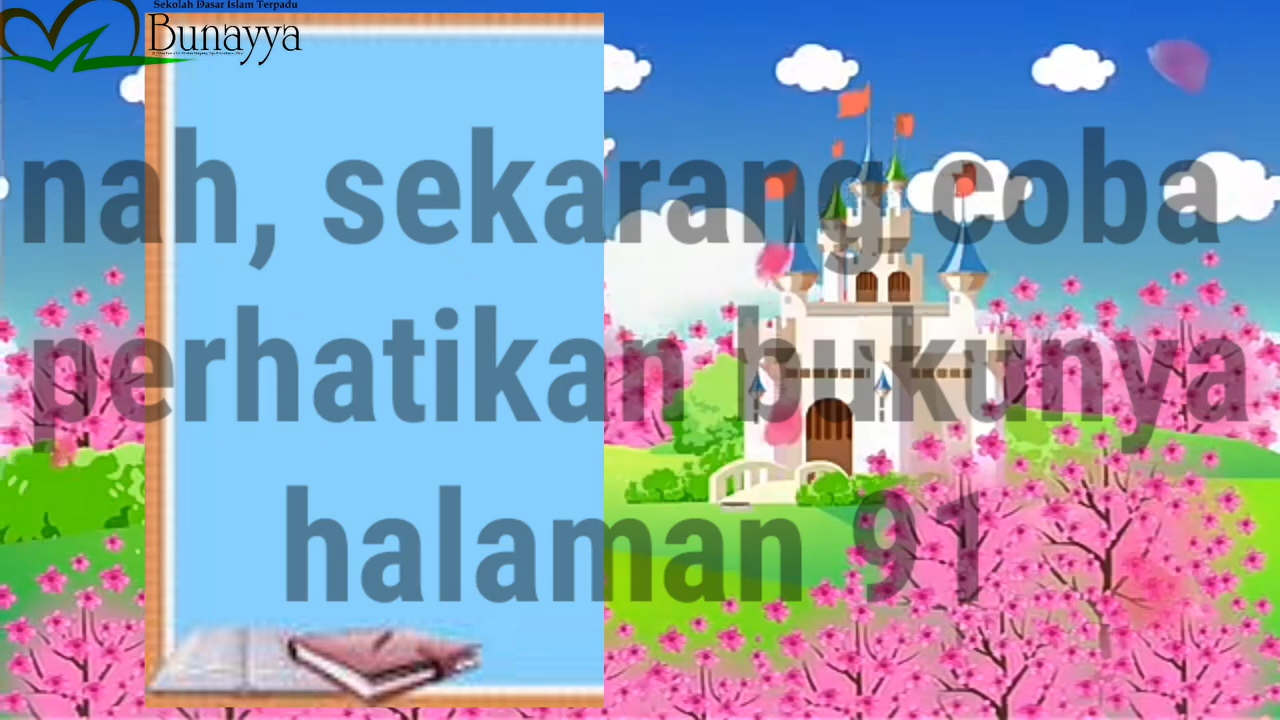 Sekolah Dasar Islam Terpadu
Bunayya
nah, sekarang coba
perhatikan bukunya
halaman 91